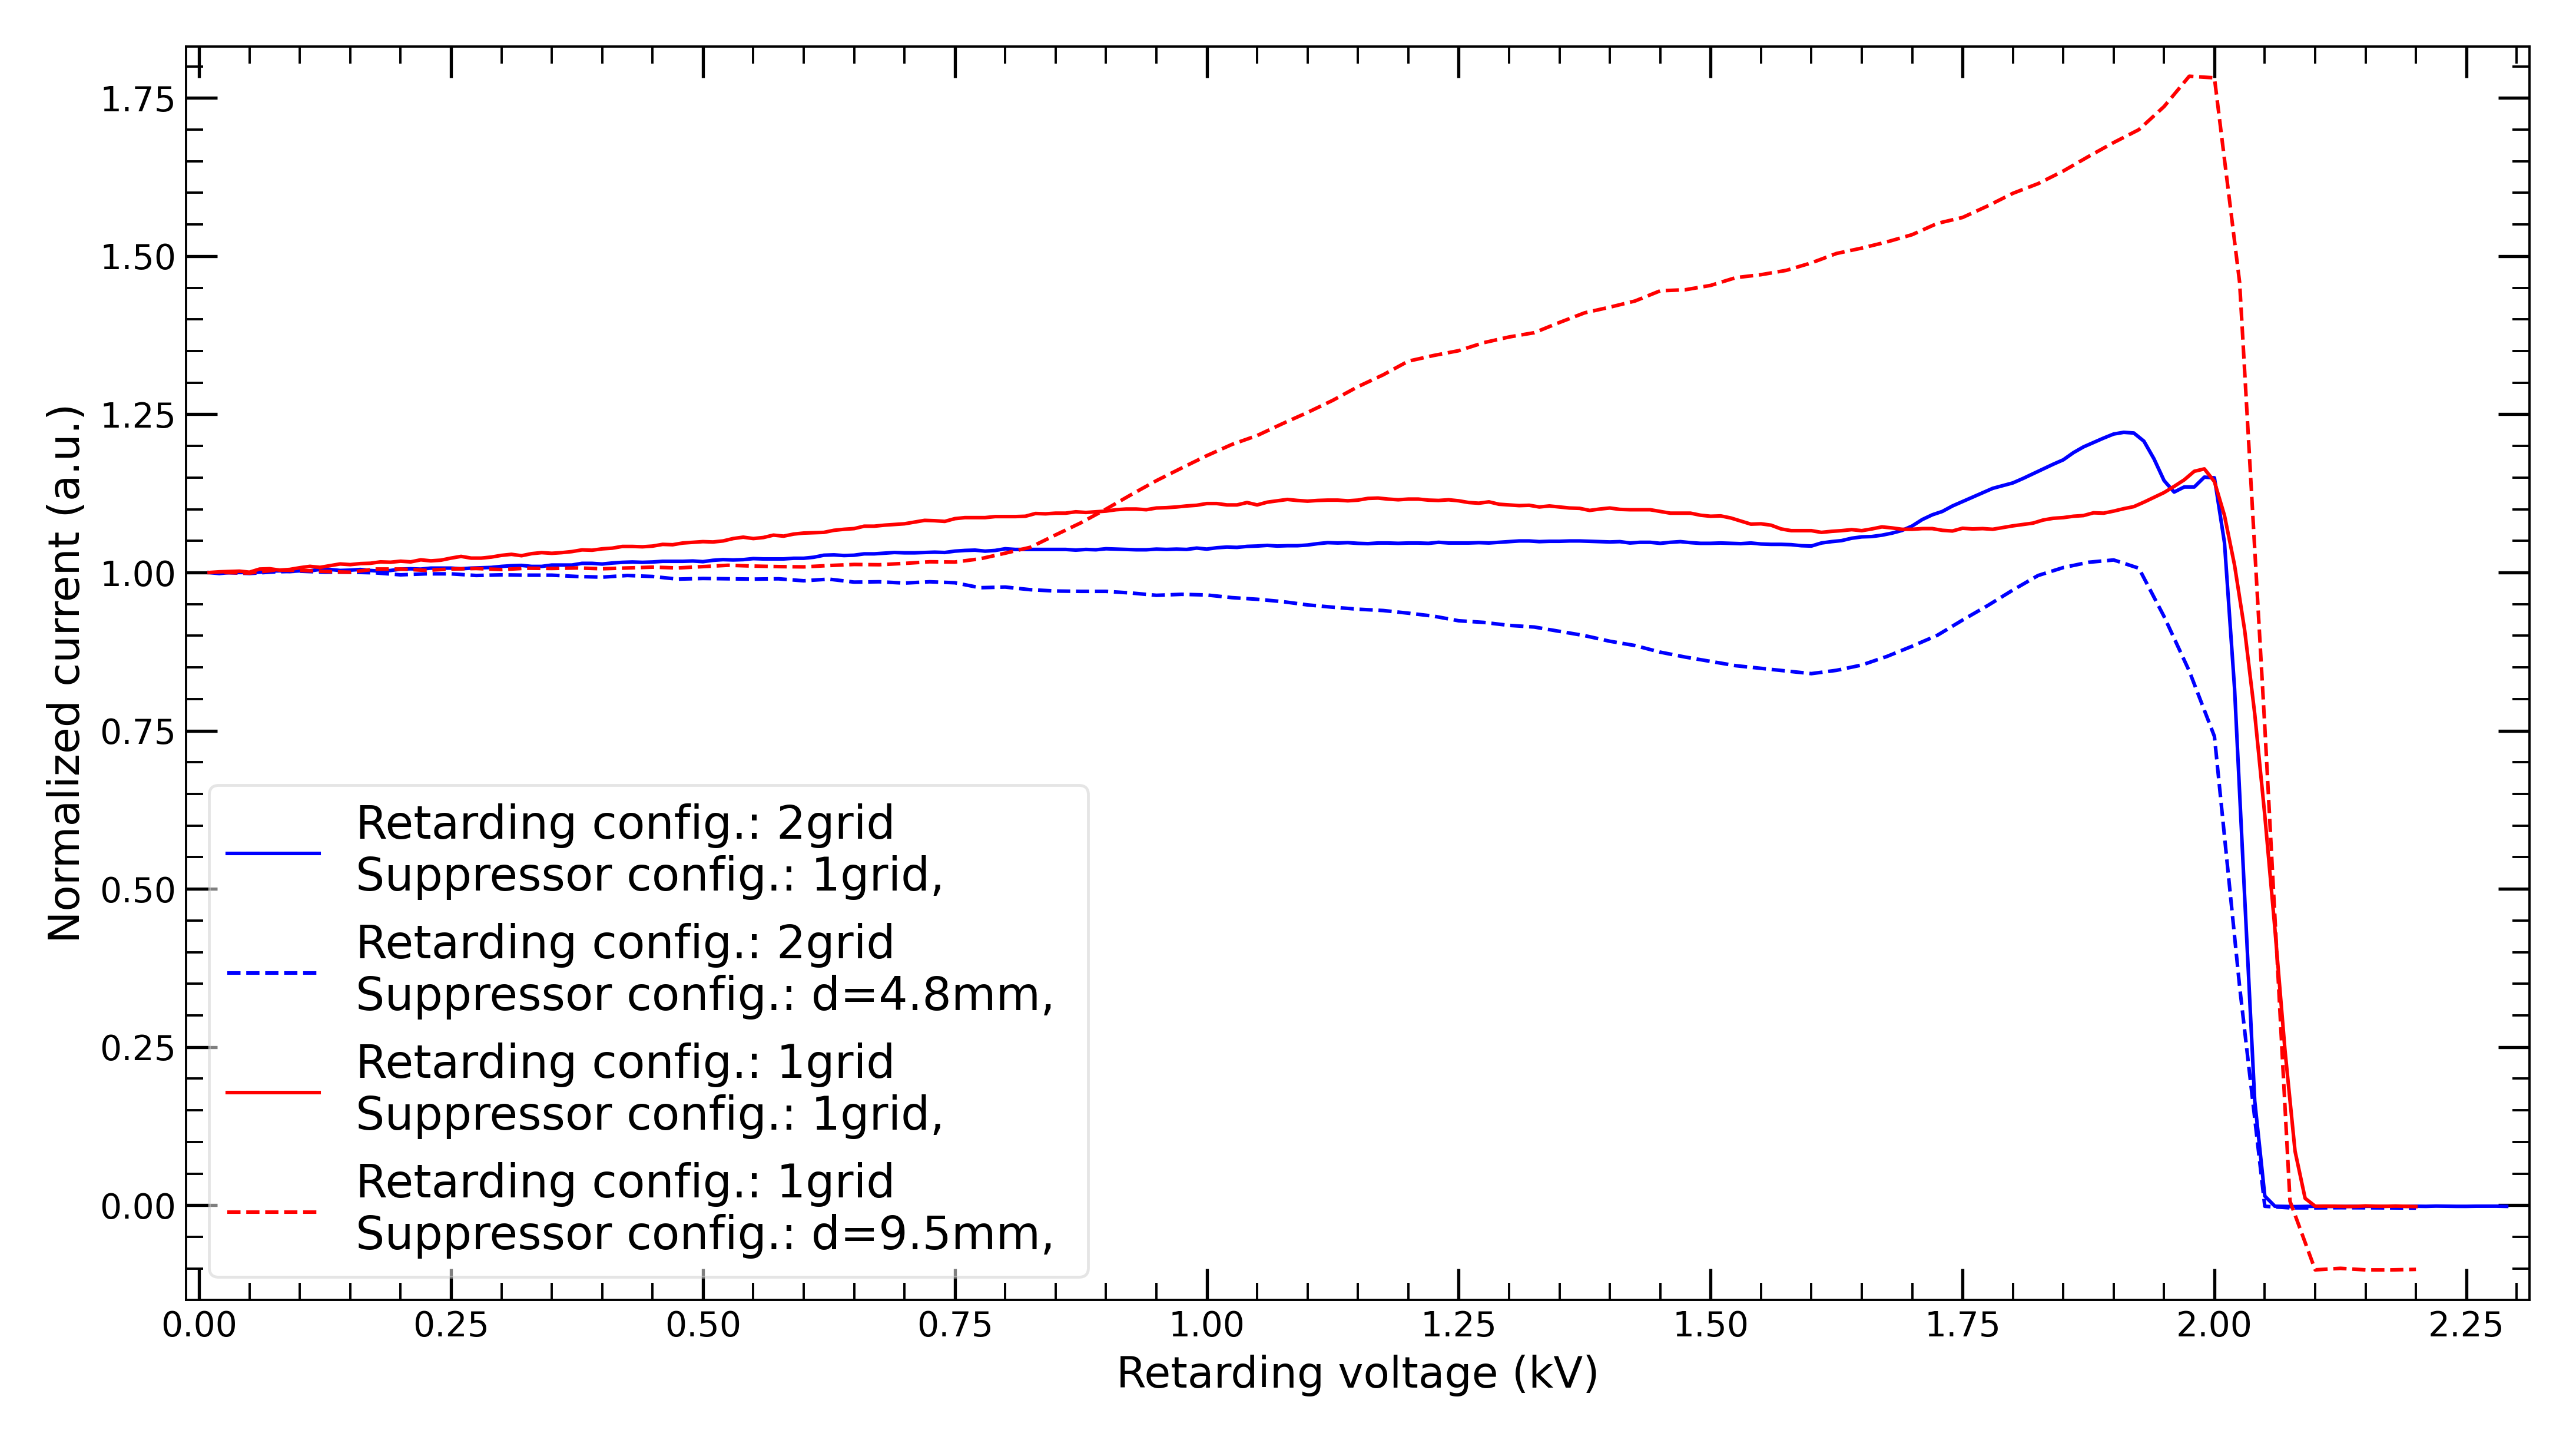 1.75
1.50
1.25
1.00
0.75
0.50
0.25
0.00
Normalized current (a.u.)
Retarding config.: 2grid
Suppressor config.: 1grid,
Retarding config.: 2grid
Suppressor config.: d=4.8mm,
Retarding config.: 1grid
Suppressor config.: 1grid,
Retarding config.: 1grid
Suppressor config.: d=9.5mm,
0.00 0.25 0.50 0.75 1.00 1.25 1.50 1.75 2.00 2.25
Retarding voltage (kV)